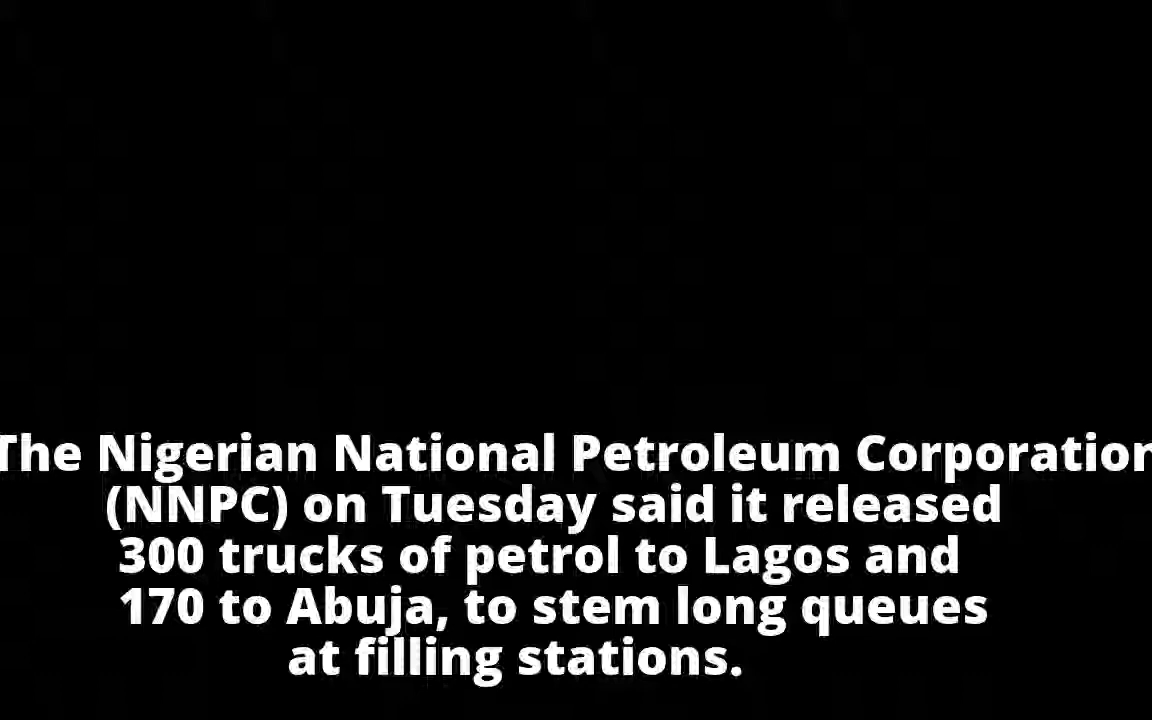 The Nigerian National Petroleum Corporation
(NNPC) on Tuesday said it released
300 trucks of petrol to Lagos and
170 to Abuja, to stem long queues
at filling stations.